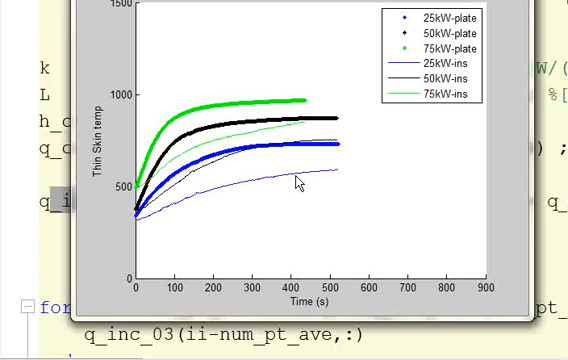 1500
25kW-plate
50kW-plate
75kW-plate
25kW-ins
50kW-ins
75kW-ins
k
W/(
1000
L
%[
Thin Skin temp
) ;
500
q_
0
0 100 200 300 400 500 600 700 800 900
Time (s)
for
pt_
q_inc_03(ii-num_pt_ave,:)